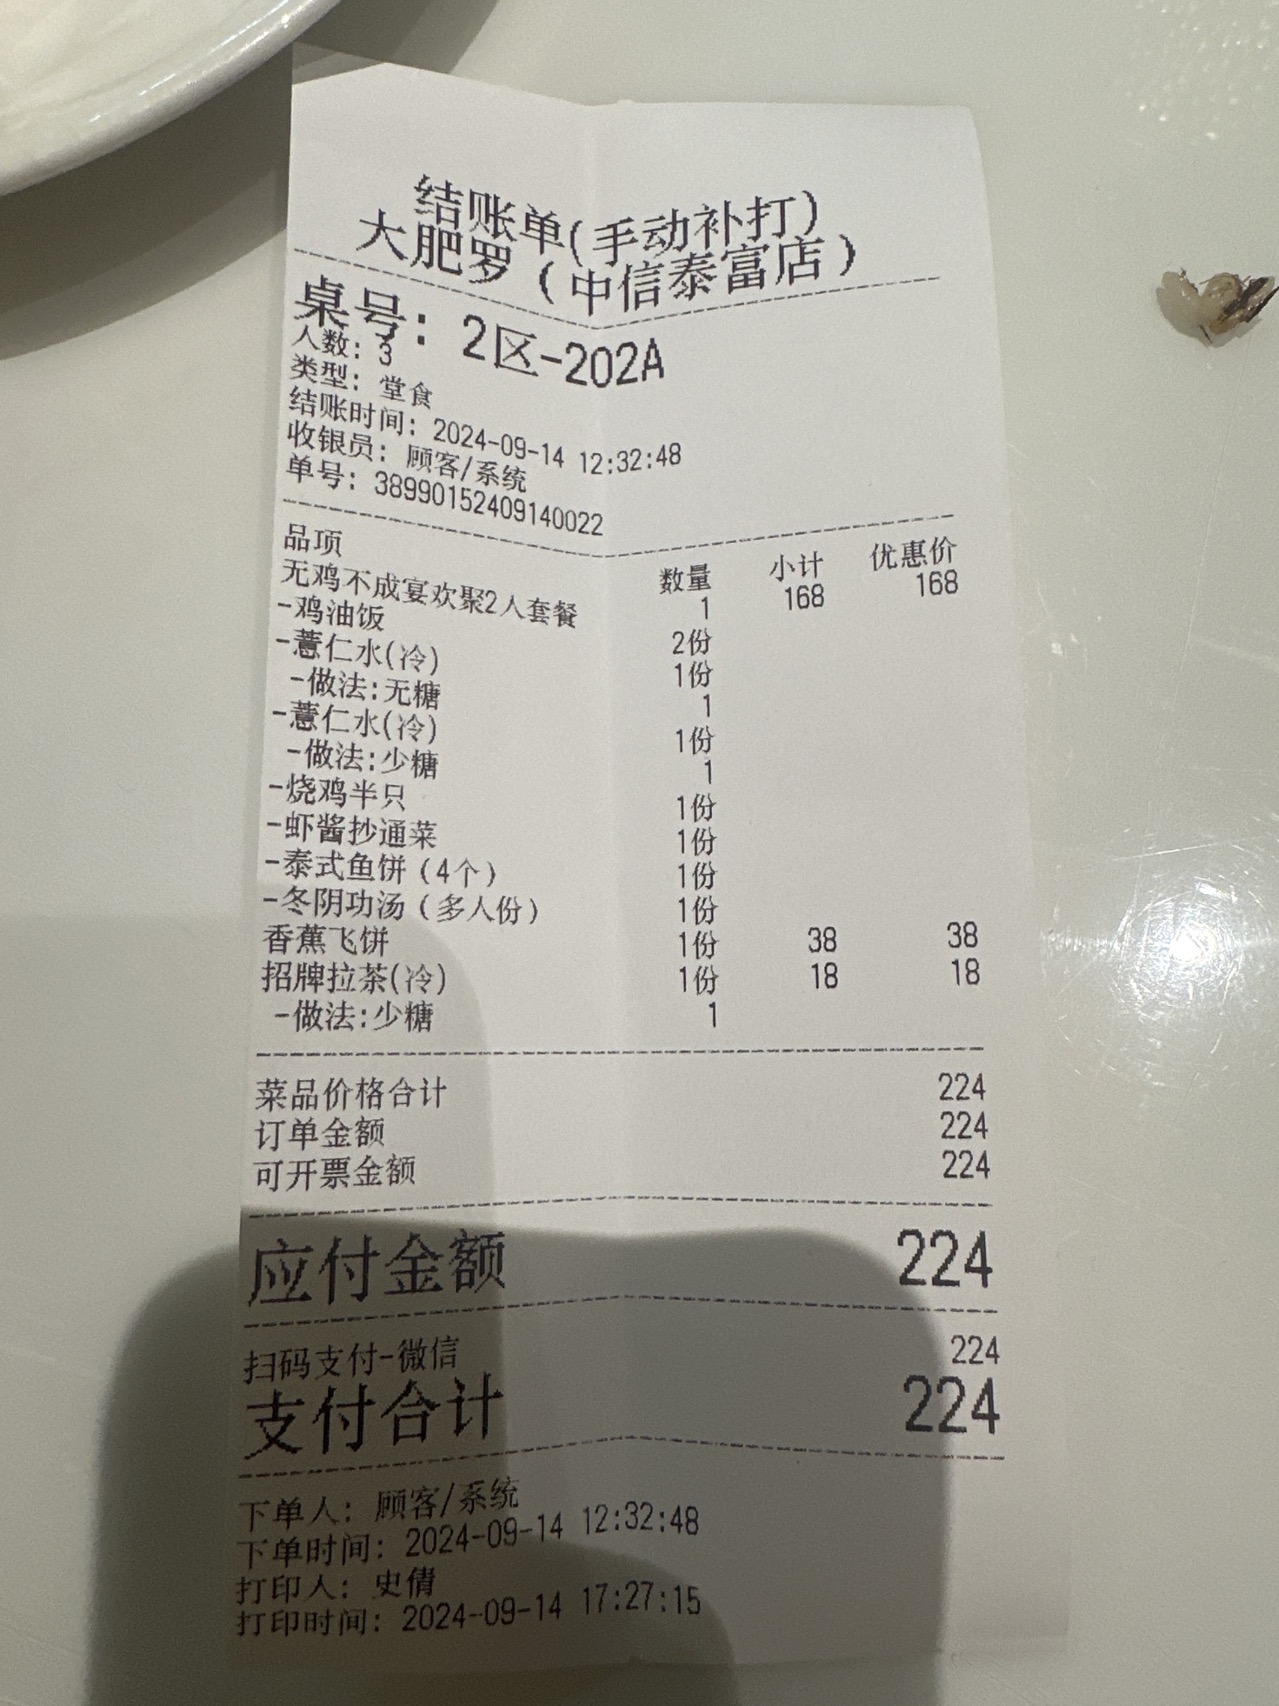 结账单(手动补打)
大肥罗（中信泰富店）
桌号：2区-202A
人数：3
类型：堂食
结账时间：2024-09-14 12:32:48
收银员：顾客/系统
单号：38990152409140022
品项 数量 小计 优惠价
无鸡不成宴欢聚2人套餐 1 168 168
-鸡油饭 2份
-薏仁水(冷) 1份
-做法:无糖 1
-薏仁水(冷) 1份
-做法:少糖 1
-烧鸡半只 1份
-虾酱抄通菜 1份
-泰式鱼饼（4个） 1份
-冬阴功汤（多人份） 1份
香蕉飞饼 1份 38 38
招牌拉茶(冷) 1份 18 18
-做法:少糖 1
菜品价格合计 224
订单金额 224
可开票金额 224
应付金额 224
扫码支付-微信 224
支付合计 224
下单人：顾客/系统
下单时间：2024-09-14 12:32:48
打印人：史倩
打印时间：2024-09-14 17:27:15